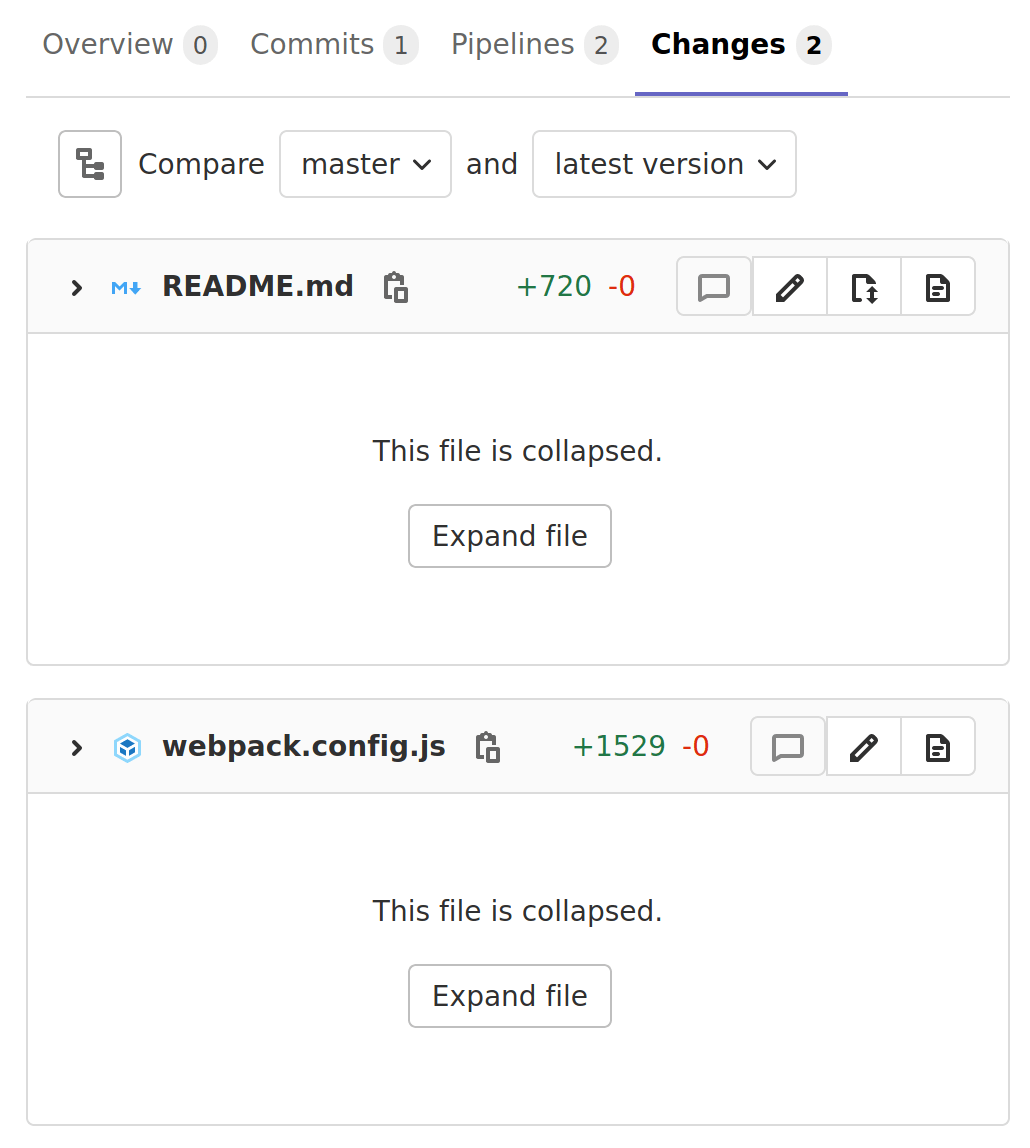 Overview 0 Commits 1 Pipelines 2 Changes 2
Compare master and latest version
README.md +720 -0
This file is collapsed.
Expand file
webpack.config.js +1529 -0
This file is collapsed.
Expand file